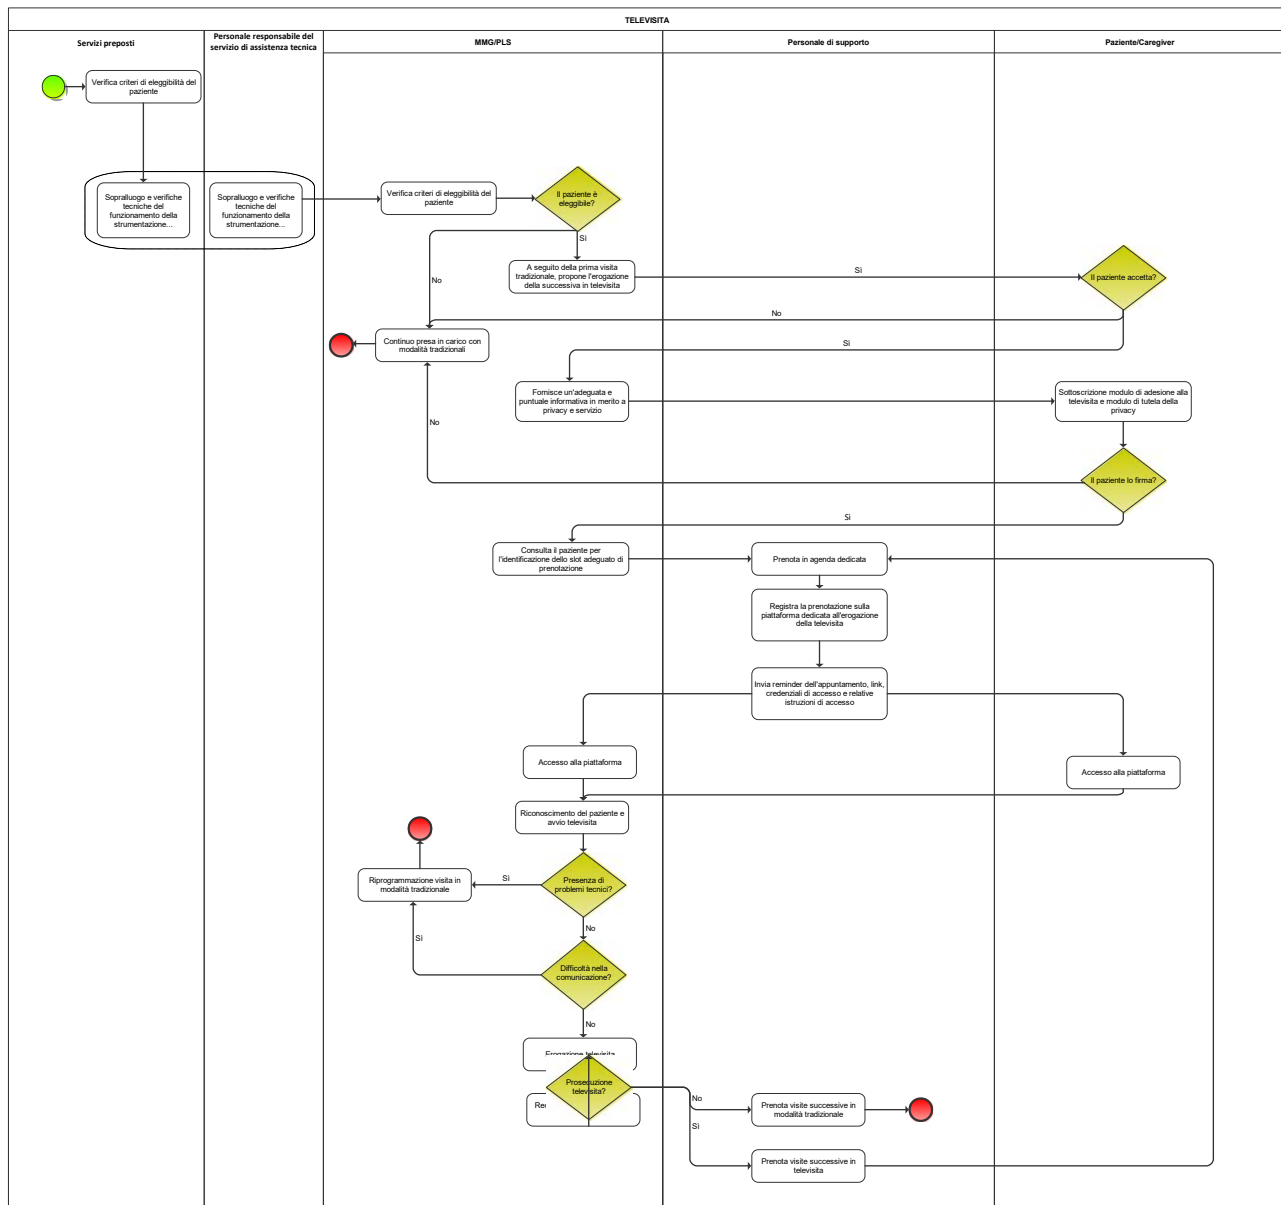 TELEVISITA
Servizi preposti
Personale responsabile del
servizio di assistenza tecnica
MMG/PLS
Personale di supporto
Paziente/Caregiver
Verifica criteri di eleggibilità del
paziente
Sopralluogo e verifiche
tecniche del
funzionamento della
strumentazione...
Sopralluogo e verifiche
tecniche del
funzionamento della
strumentazione...
Verifica criteri di eleggibilità del
paziente
Il paziente è
eleggibile?
Sì
No
A seguito della prima visita
tradizionale, propone l'erogazione
della successiva in televisita
Sì
Il paziente accetta?
No
Sì
Continuo presa in carico con
modalità tradizionali
Fornisce un'adeguata e
puntuale informativa in merito a
privacy e servizio
Sottoscrizione modulo di adesione alla
televisita e modulo di tutela della
privacy
No
Il paziente lo firma?
Sì
Consulta il paziente per
l'identificazione dello slot adeguato di
prenotazione
Prenota in agenda dedicata
Registra la prenotazione sulla
piattaforma dedicata all'erogazione
della televisita
Invia reminder dell'appuntamento, link,
credenziali di accesso e relative
istruzioni di accesso
Accesso alla piattaforma
Accesso alla piattaforma
Riconoscimento del paziente e
avvio televisita
Presenza di
problemi tecnici?
Sì
Riprogrammazione visita in
modalità tradizionale
No
Sì
Difficoltà nella
comunicazione?
No
Erogazione televisita
Prosecuzione
televisita?
No
Prenota visite successive in
modalità tradizionale
Sì
Prenota visite successive in
televisita